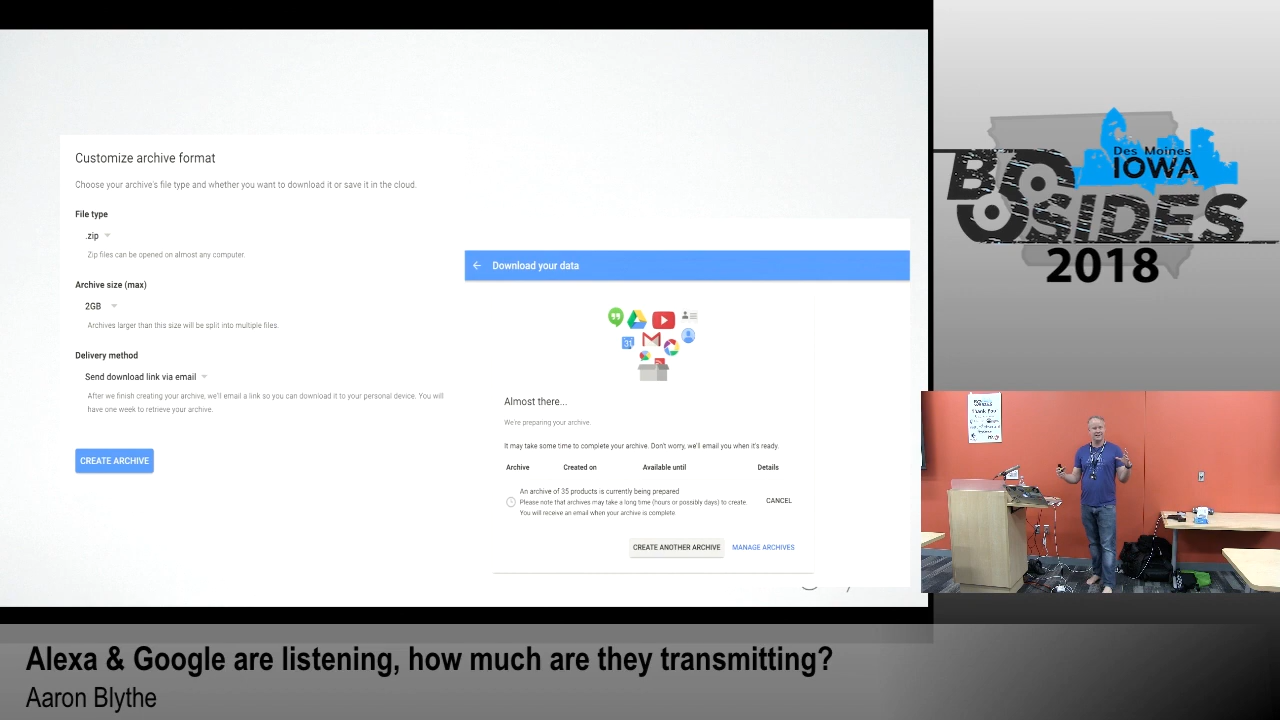 Customize archive format
Choose your archive's file type and whether you want to download it or save it in the cloud.
File type
.zip
Zip files can be opened on almost any computer.
Archive size (max)
2GB
Archives larger than this size will be split into multiple files.
Delivery method
Send download link via email
After we finish creating your archive, we'll email a link so you can download it to your personal device. You will
have one week to retrieve your archive.
CREATE ARCHIVE
Download your data
31
Almost there...
We're preparing your archive.
It may take some time to complete your archive. Don't worry, we'll email you when it's ready.
Archive Created on Available until Details
An archive of 35 products is currently being prepared
Please note that archives may take a long time (hours or possibly days) to create.
You will receive an email when your archive is complete
CANCEL
CREATE ANOTHER ARCHIVE MANAGE ARCHIVES
Des Moines
IOWA
BSIDES
2018
Thank You
Alexa & Google are listening, how much are they transmitting?
Aaron Blythe